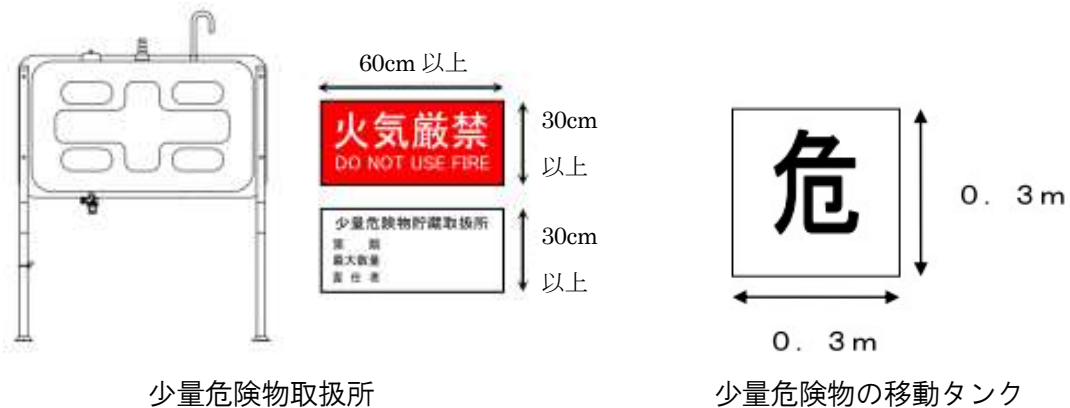 60cm 以上
火気厳禁
DO NOT USE FIRE
30cm
以上
少量危険物貯蔵取扱所
最大数量
責任者
30cm
以上
危
0. 3m
0. 3m
少量危険物取扱所
少量危険物の移動タンク